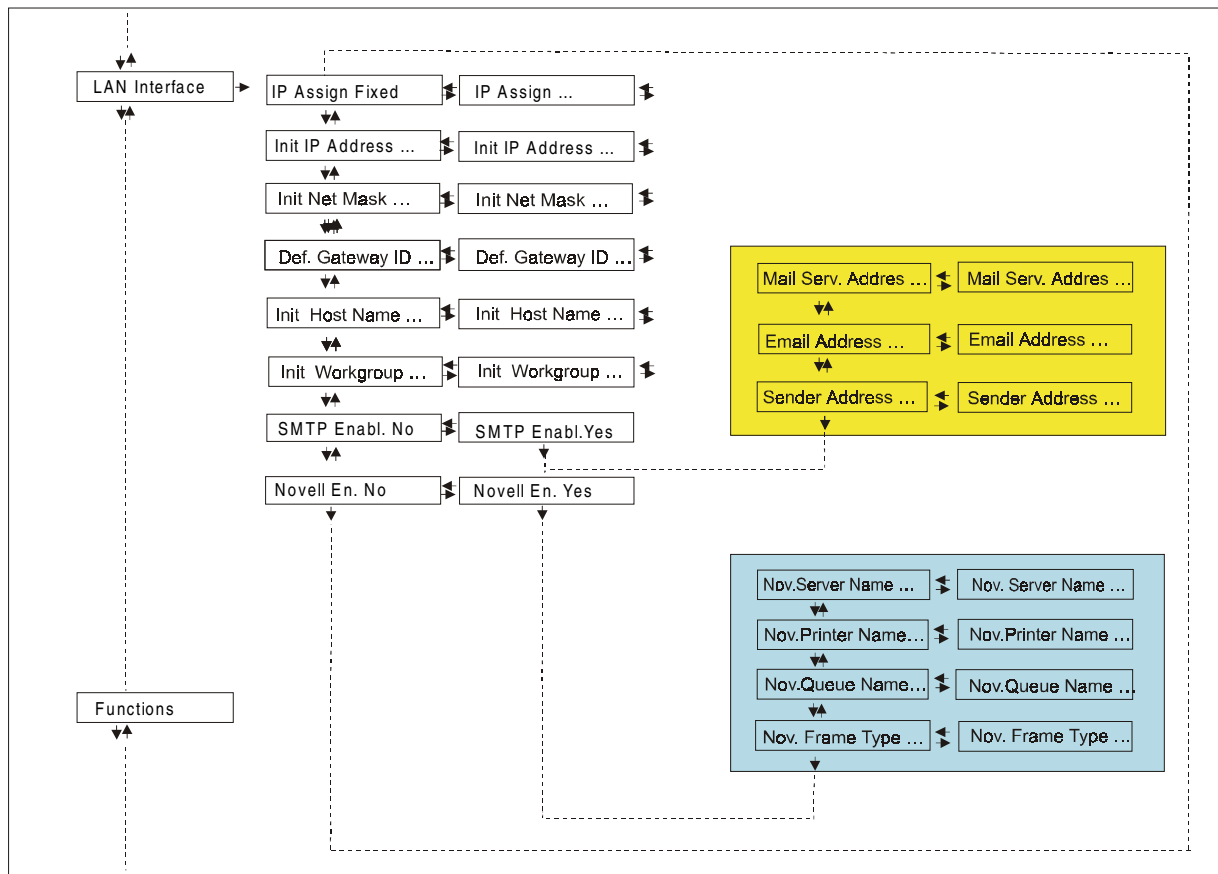 LAN Interface
IP Assign Fixed
IP Assign ...
Init IP Address ...
Init IP Address ...
Init Net Mask ...
Init Net Mask ...
Def. Gateway ID ...
Def. Gateway ID ...
Init Host Name ...
Init Host Name ...
Init Workgroup ...
Init Workgroup ...
SMTP Enabl. No
SMTP Enabl.Yes
Novell En. No
Novell En. Yes
Mail Serv. Addres ...
Mail Serv. Addres ...
Email Address ...
Email Address ...
Sender Address ...
Sender Address ...
Nov.Server Name ...
Nov. Server Name ...
Nov.Printer Name...
Nov.Printer Name ...
Nov.Queue Name...
Nov.Queue Name ...
Nov. Frame Type ...
Nov. Frame Type ...
Functions